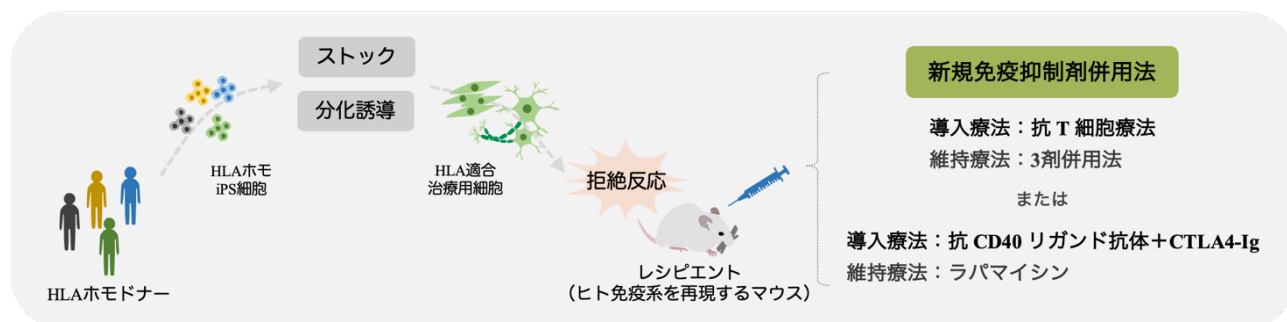 ストック
分化誘導
HLAホモ
iPS細胞
HLA適合
治療用細胞
拒絶反応
HLAホモドナー
レシピエント
（ヒト免疫系を再現するマウス）
新規免疫抑制剤併用法
導入療法：抗 T 細胞療法
維持療法：3剤併用法
または
導入療法：抗 CD40 リガンド抗体＋CTLA4-Ig
維持療法：ラパマイシン